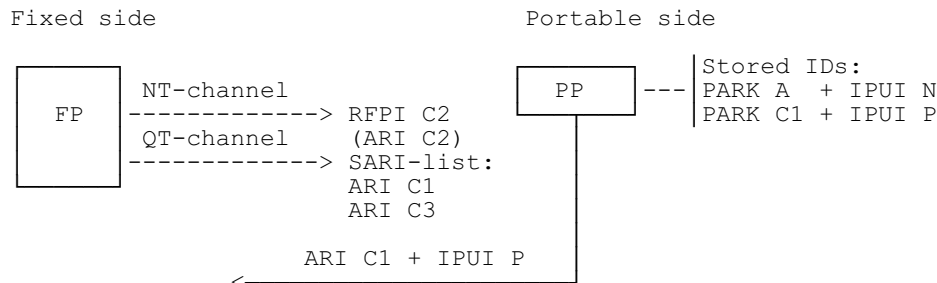 Fixed side
Portable side
Stored IDs:
PARK A + IPUI N
PARK C1 + IPUI P
PP
FP
NT-channel
RFPI C2
QT-channel
(ARI C2)
SARI-list:
ARI C1
ARI C3
ARI C1 + IPUI P